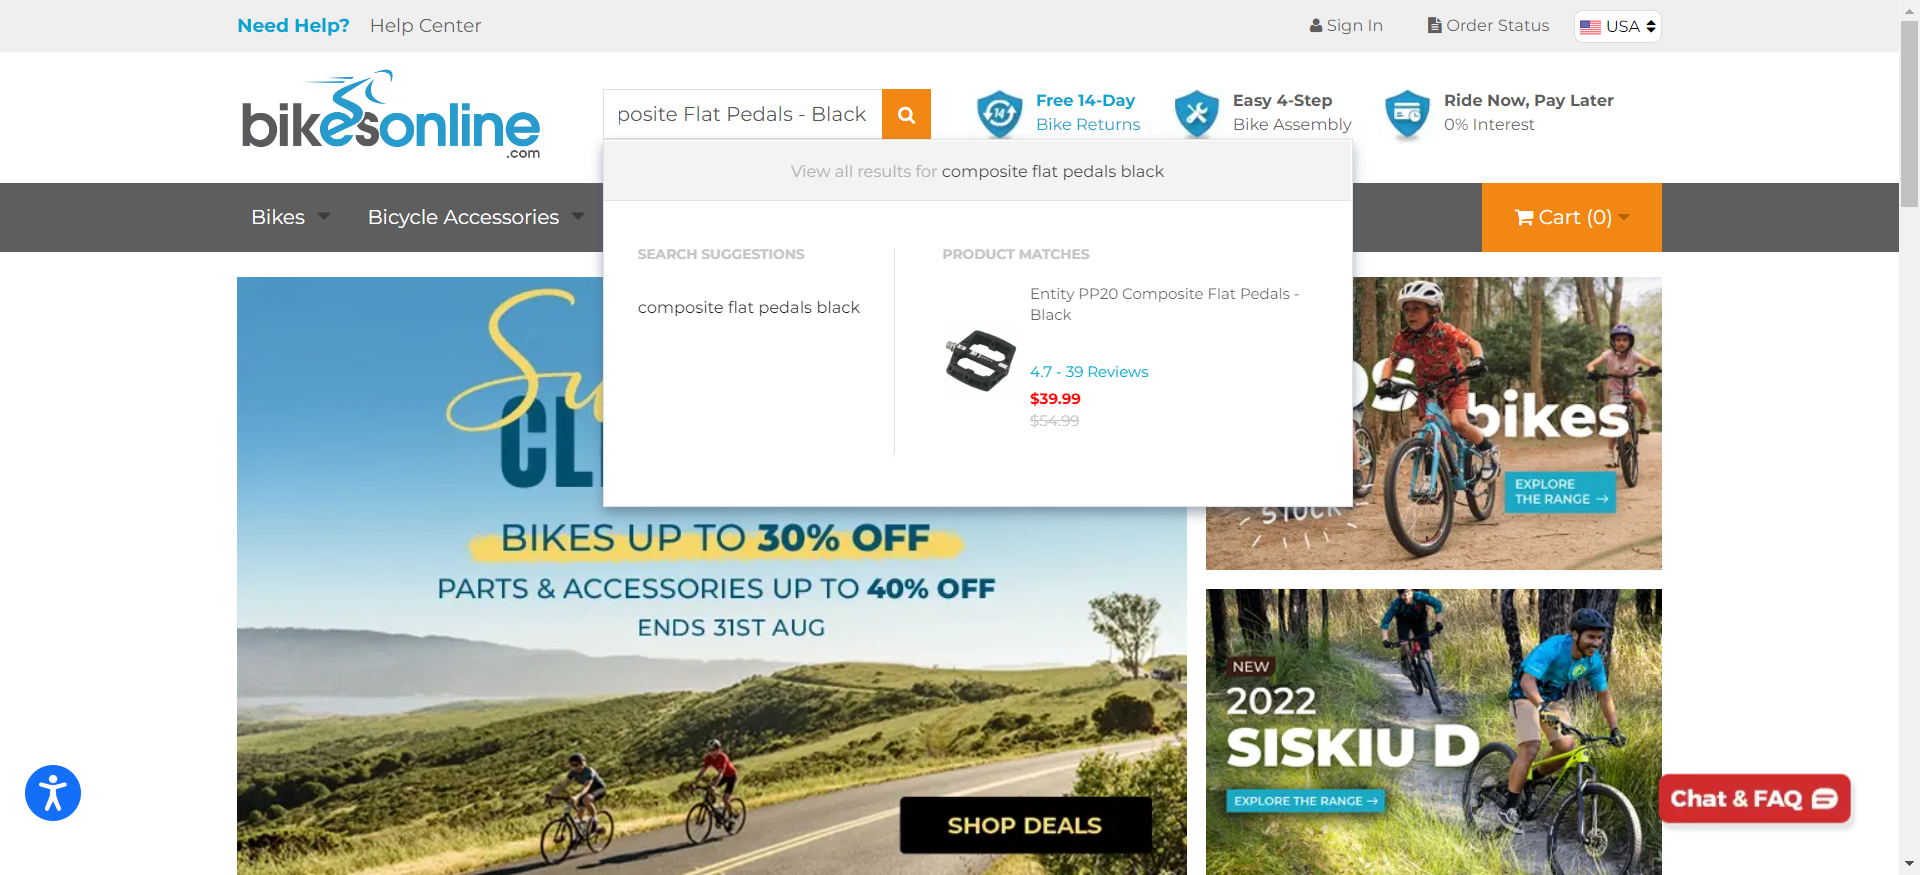 Need Help? Help Center Sign In Order Status USA
bikesonline
.com
posite Flat Pedals - Black
Free 14-Day
Bike Returns
14
Easy 4-Step
Bike Assembly
Ride Now, Pay Later
0% Interest
View all results for composite flat pedals black
Bikes Bicycle Accessories Cart (0)
SEARCH SUGGESTIONS
composite flat pedals black
PRODUCT MATCHES
Entity PP20 Composite Flat Pedals -
Black
4.7 - 39 Reviews
$39.99
$54.99
Su
CL
BIKES UP TO 30% OFF
PARTS & ACCESSORIES UP TO 40% OFF
ENDS 31ST AUG
SHOP DEALS
bikes
EXPLORE
THE RANGE →
STOCK
NEW
2022
SISKIU D
EXPLORE THE RANGE →
Chat & FAQ